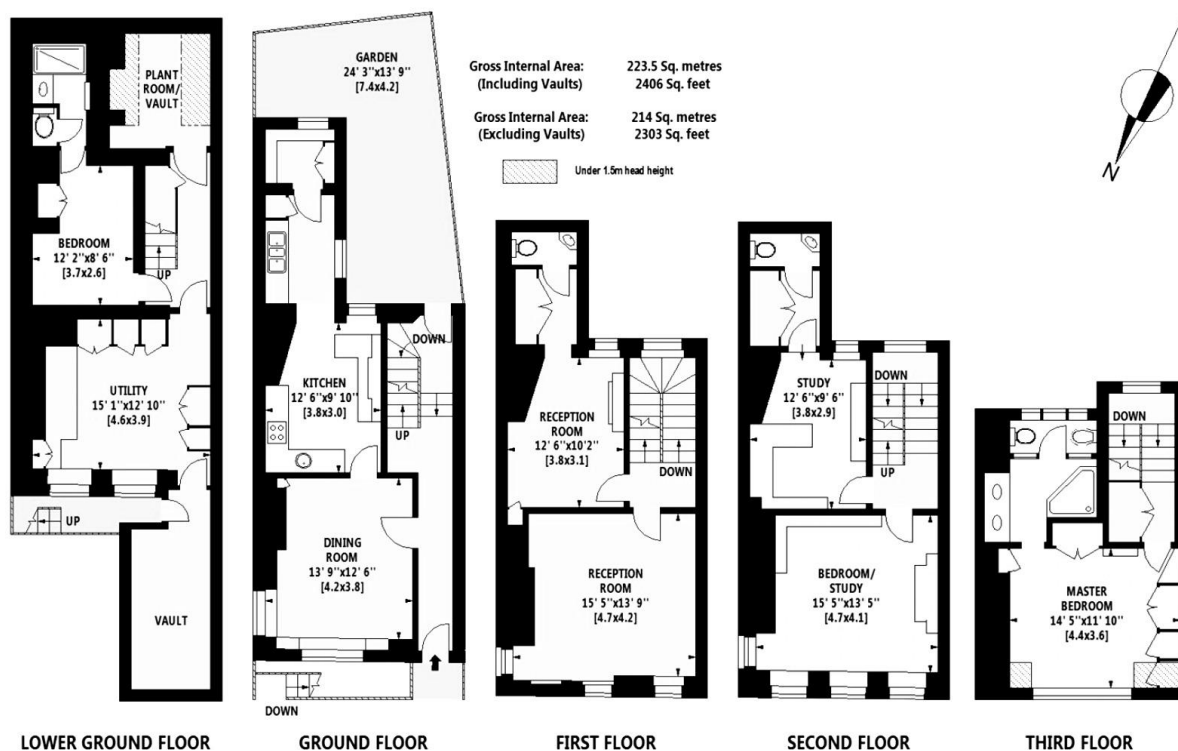 PLANT
ROOM/
VAULT
BEDROOM
12' 2''x8' 6''
[3.7x2.6]
UP
UTILITY
15' 1''x12' 10''
[4.6x3.9]
UP
VAULT
LOWER GROUND FLOOR
GARDEN
24' 3''x13' 9''
[7.4x4.2]
DOWN
KITCHEN
12' 6''x9' 10''
[3.8x3.0]
UP
DINING
ROOM
13' 9''x12' 6''
[4.2x3.8]
DOWN
GROUND FLOOR
Gross Internal Area: 223.5 Sq. metres
(Including Vaults) 2406 Sq. feet
Gross Internal Area: 214 Sq. metres
(Excluding Vaults) 2303 Sq. feet
Under 1.5m head height
N
RECEPTION
ROOM
12' 6''x10'2''
[3.8x3.1]
DOWN
RECEPTION
ROOM
15' 5''x13' 9''
[4.7x4.2]
FIRST FLOOR
STUDY
12' 6''x9' 6''
[3.8x2.9]
DOWN
UP
BEDROOM/
STUDY
15' 5''x13' 5''
[4.7x4.1]
SECOND FLOOR
DOWN
MASTER
BEDROOM
14' 5''x11' 10''
[4.4x3.6]
THIRD FLOOR